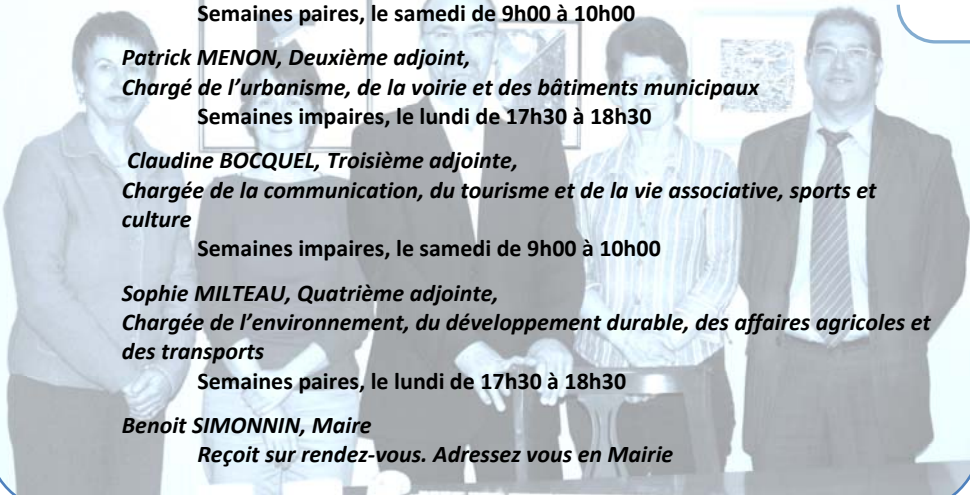 Semaines paires, le samedi de 9h00 à 10h00
Patrick MENON, Deuxième adjoint,
Chargé de l’urbanisme, de la voirie et des bâtiments municipaux
Semaines impaires, le lundi de 17h30 à 18h30
Claudine BOCQUEL, Troisième adjointe,
Chargée de la communication, du tourisme et de la vie associative, sports et
culture
Semaines impaires, le samedi de 9h00 à 10h00
Sophie MILTEAU, Quatrième adjointe,
Chargée de l’environnement, du développement durable, des affaires agricoles et
des transports
Semaines paires, le lundi de 17h30 à 18h30
Benoit SIMONNIN, Maire
Reçoit sur rendez-vous. Adressez vous en Mairie